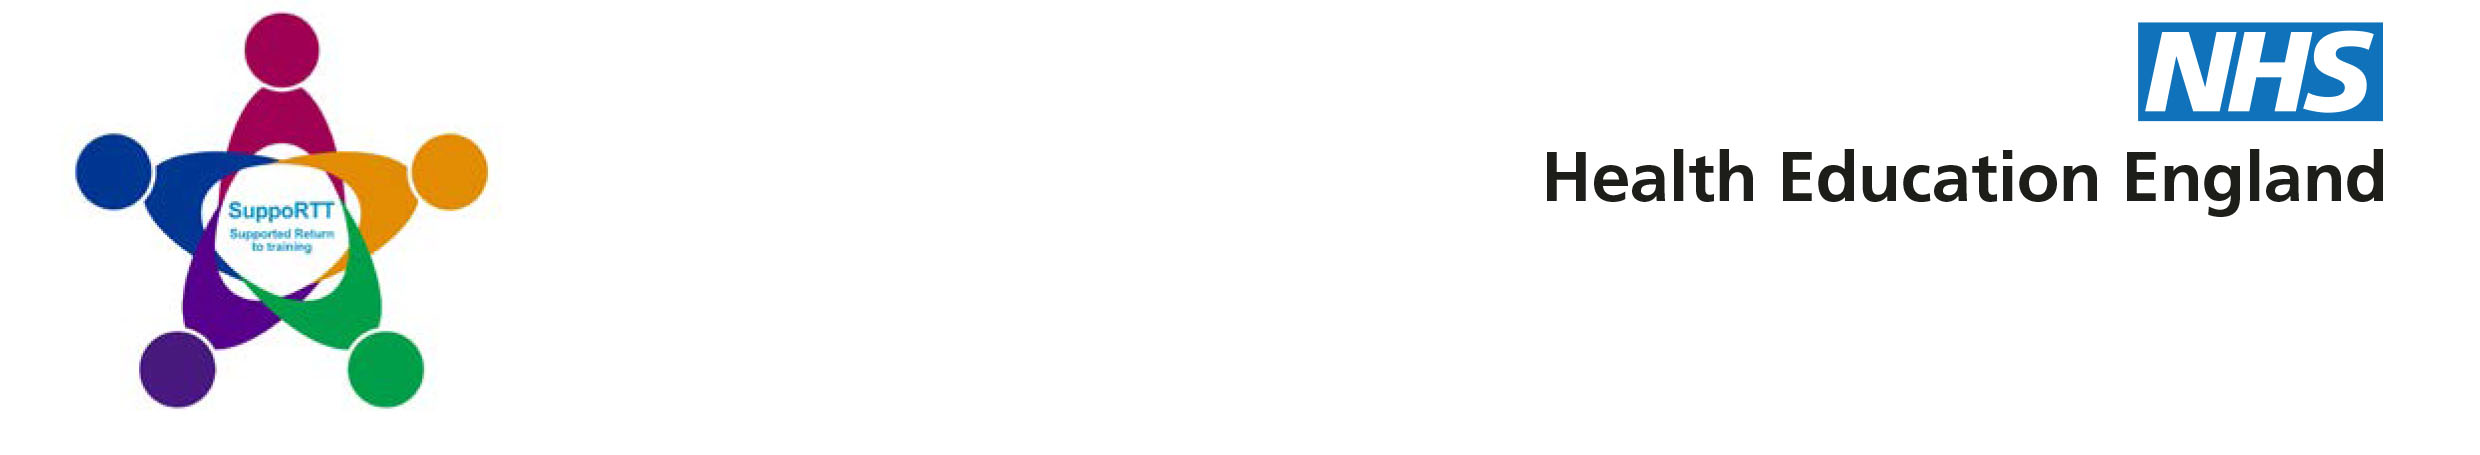 SuppoRTT
Supported Return
to training
NHS
Health Education England